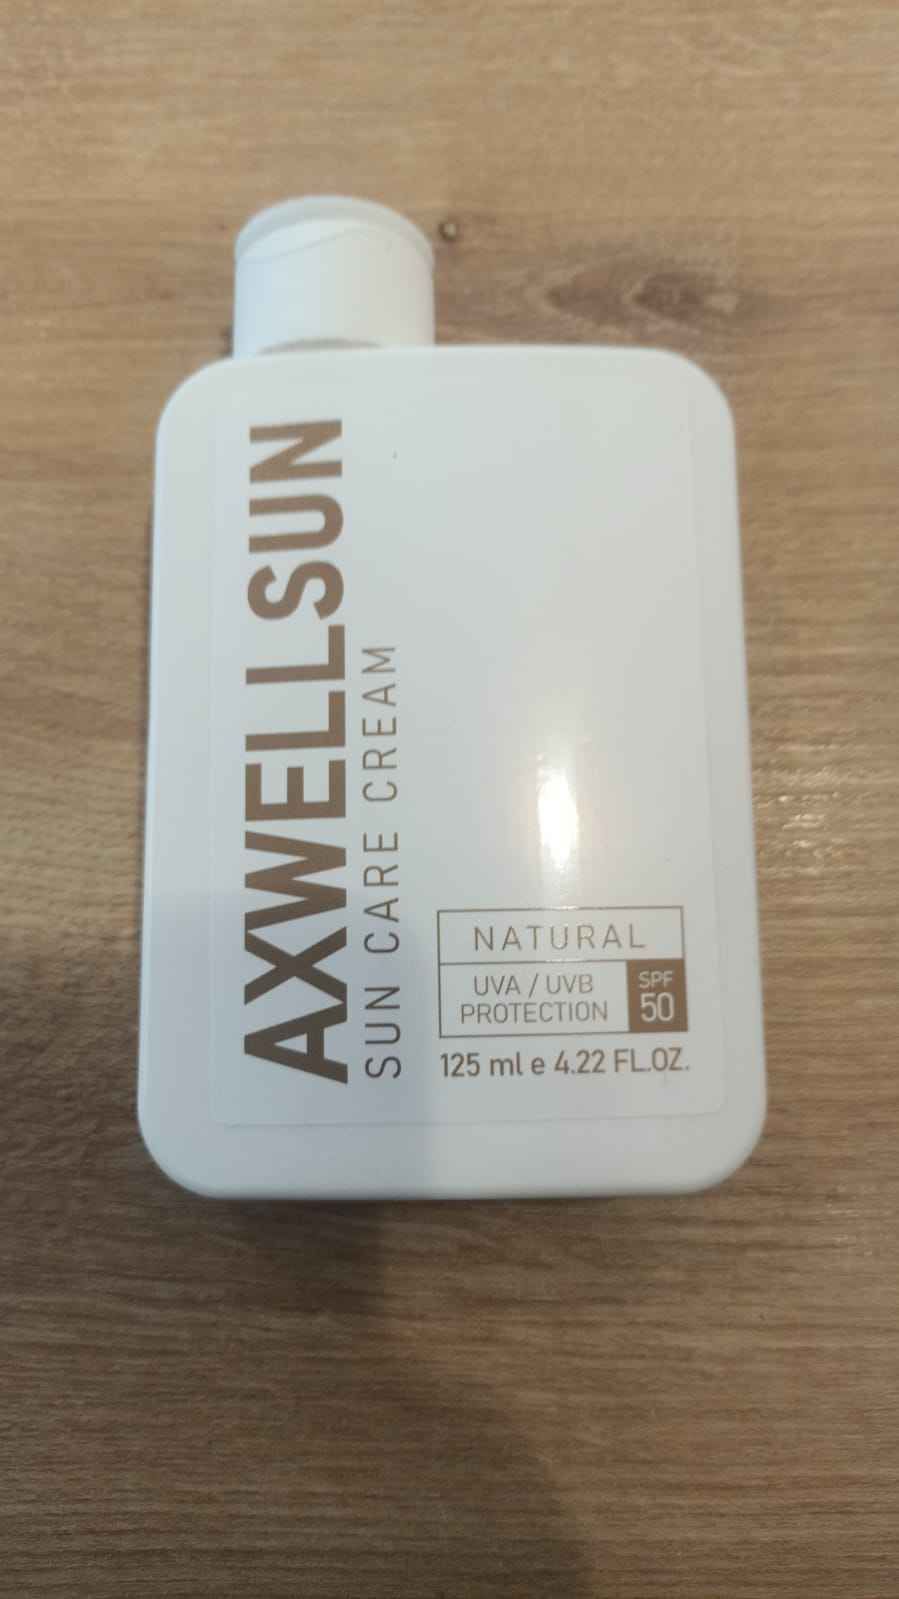 AXWELLSUN
SUN CARE CREAM
NATURAL
UVA / UVB
PROTECTION
SPF
50
125 ml e 4.22 FL.OZ.